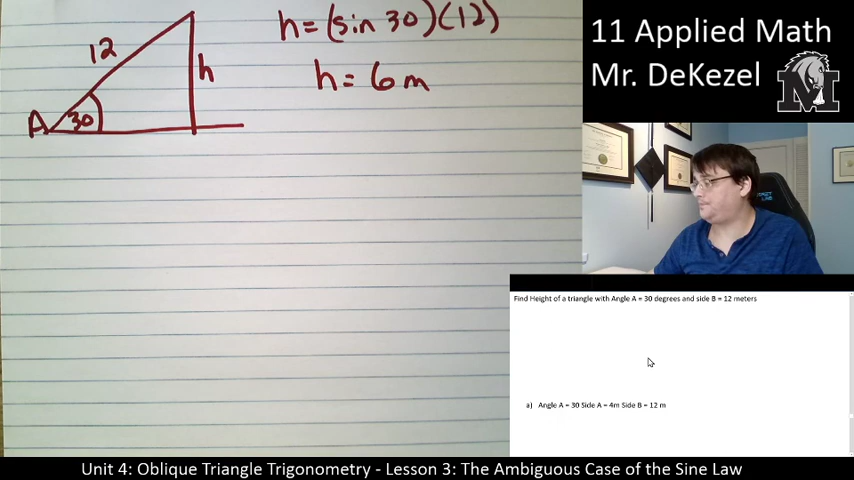 12
h
A
30
h = (sin 30)(12)
h = 6m
11 Applied Math
Mr. DeKezel
M
Find Height of a triangle with Angle A = 30 degrees and side B = 12 meters
a) Angle A = 30 Side A = 4m Side B = 12 m
Unit 4: Oblique Triangle Trigonometry - Lesson 3: The Ambiguous Case of the Sine Law